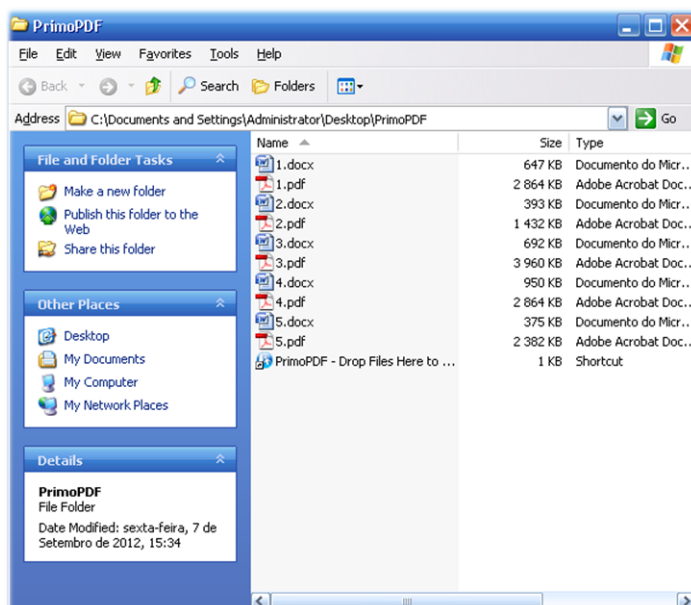 PrimoPDF
File Edit View Favorites Tools Help
Back Search Folders
Address C:\Documents and Settings\Administrator\Desktop\PrimoPDF Go
File and Folder Tasks
Make a new folder
Publish this folder to the
Web
Share this folder
Other Places
Desktop
My Documents
My Computer
My Network Places
Details
PrimoPDF
File Folder
Date Modified: sexta-feira, 7 de
Setembro de 2012, 15:34
Name Size Type
1.docx 647 KB Documento do Micr...
1.pdf 2 864 KB Adobe Acrobat Doc...
2.docx 393 KB Documento do Micr...
2.pdf 1 432 KB Adobe Acrobat Doc...
3.docx 692 KB Documento do Micr...
3.pdf 3 960 KB Adobe Acrobat Doc...
4.docx 950 KB Documento do Micr...
4.pdf 2 864 KB Adobe Acrobat Doc...
5.docx 375 KB Documento do Micr...
5.pdf 2 382 KB Adobe Acrobat Doc...
PrimoPDF - Drop Files Here to ... 1 KB Shortcut